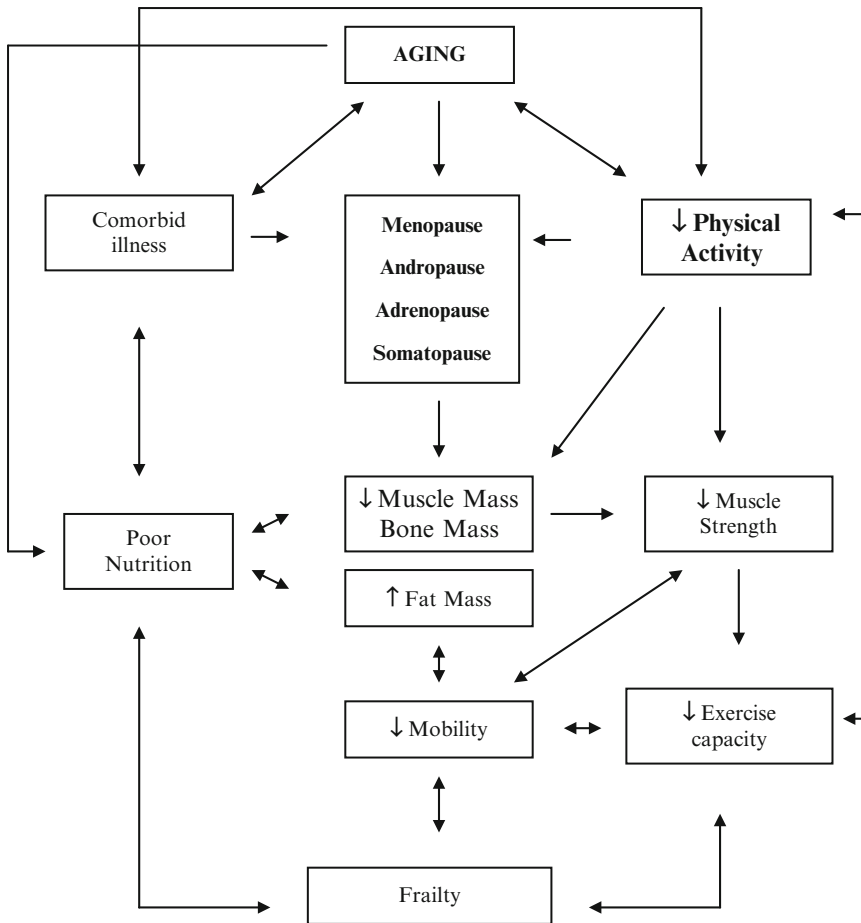 AGING
Comorbid
illness
Menopause
Andropause
Adrenopause
Somatopause
↓ Physical
Activity
Poor
Nutrition
↓ Muscle Mass
Bone Mass
↓ Muscle
Strength
↑ Fat Mass
↓ Mobility
↓ Exercise
capacity
Frailty